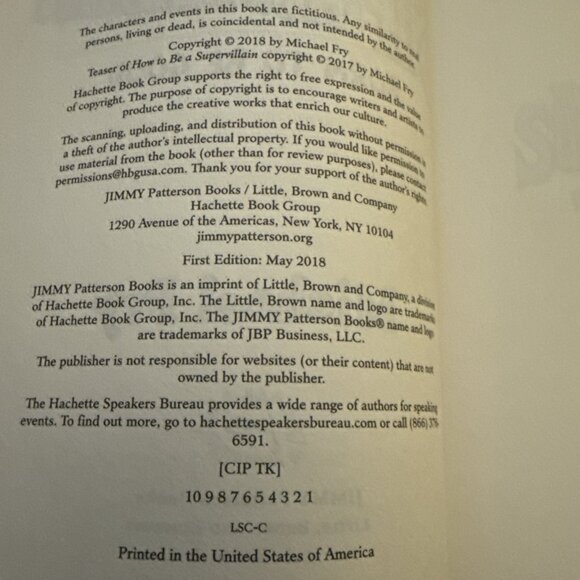 The characters and events in this book are fictitious. Any similarity to real
persons, living or dead, is coincidental and not intended by the author.
Copyright © 2018 by Michael Fry
Teaser of How to Be a Supervillain copyright © 2017 by Michael Fry
Hachette Book Group supports the right to free expression and the value
of copyright. The purpose of copyright is to encourage writers and artists to
produce the creative works that enrich our culture.
The scanning, uploading, and distribution of this book without permission is
a theft of the author's intellectual property. If you would like permission to
use material from the book (other than for review purposes), please contact
permissions@hbgusa.com. Thank you for your support of the author's rights.
JIMMY Patterson Books / Little, Brown and Company
Hachette Book Group
1290 Avenue of the Americas, New York, NY 10104
jimmypatterson.org
First Edition: May 2018
JIMMY Patterson Books is an imprint of Little, Brown and Company, a division
of Hachette Book Group, Inc. The Little, Brown name and logo are trademarks
of Hachette Book Group, Inc. The JIMMY Patterson Books® name and logo
are trademarks of JBP Business, LLC.
The publisher is not responsible for websites (or their content) that are not
owned by the publisher.
The Hachette Speakers Bureau provides a wide range of authors for speaking
events. To find out more, go to hachettespeakersbureau.com or call (866) 376-
6591.
[CIP TK]
10 9 8 7 6 5 4 3 2 1
LSC-C
Printed in the United States of America